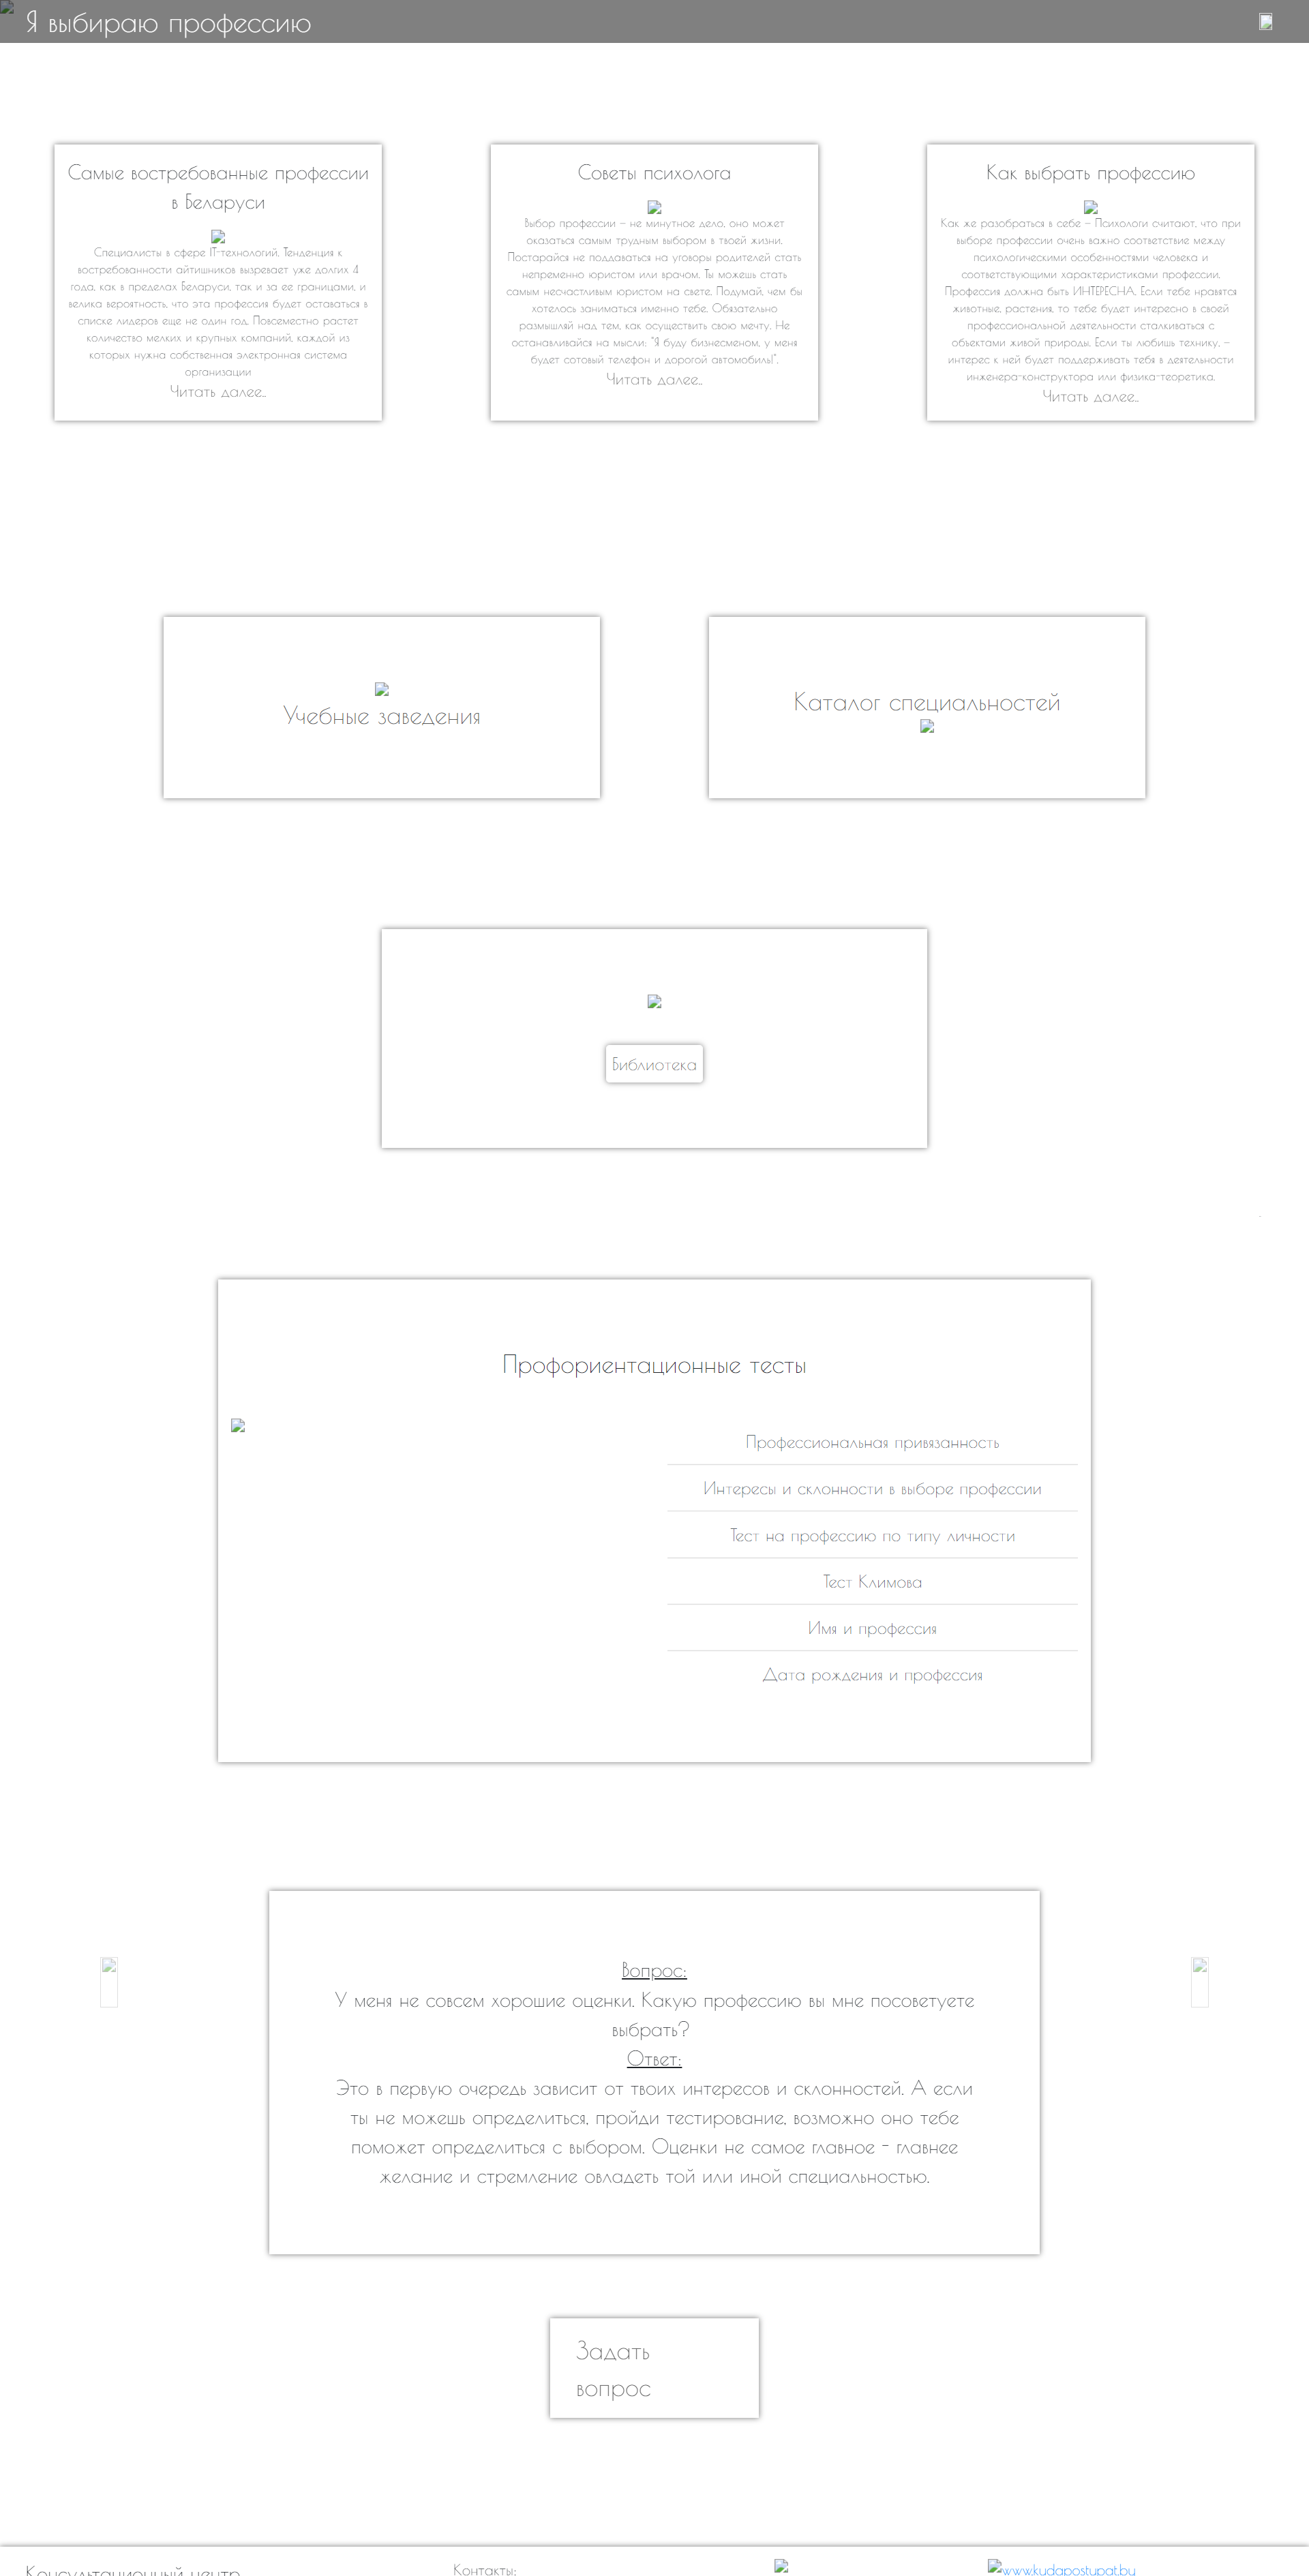 Я выбираю профессию
Самые востребованные профессии
в Беларуси
Специалисты в сфере IT-технологий. Тенденция к
востребованности айтишников вызревает уже долгих 4
года, как в пределах Беларуси, так и за ее границами, и
велика вероятность, что эта профессия будет оставаться в
списке лидеров еще не один год. Повсеместно растет
количество мелких и крупных компаний, каждой из
которых нужна собственная электронная система
организации
Читать далее..
Советы психолога
Выбор профессии – не минутное дело, оно может
оказаться самым трудным выбором в твоей жизни.
Постарайся не поддаваться на уговоры родителей стать
непременно юристом или врачом. Ты можешь стать
самым несчастливым юристом на свете. Подумай, чем бы
хотелось заниматься именно тебе. Обязательно
размышляй над тем, как осуществить свою мечту. Не
останавливайся на мысли: "Я буду бизнесменом, у меня
будет сотовый телефон и дорогой автомобиль!".
Читать далее..
Как выбрать профессию
Как же разобраться в себе – Психологи считают, что при
выборе профессии очень важно соответствие между
психологическими особенностями человека и
соответствующими характеристиками профессии.
Профессия должна быть ИНТЕРЕСНА. Если тебе нравятся
животные, растения, то тебе будет интересно в своей
профессиональной деятельности сталкиваться с
объектами живой природы. Если ты любишь технику, –
интерес к ней будет поддерживать тебя в деятельности
инженера-конструктора или физика-теоретика.
Читать далее..
Учебные заведения
Каталог специальностей
Библиотека
Профориентационные тесты
Профессиональная привязанность
Интересы и склонности в выборе профессии
Тест на профессию по типу личности
Тест Климова
Имя и профессия
Дата рождения и профессия
Вопрос:
У меня не совсем хорошие оценки. Какую профессию вы мне посоветуете
выбрать?
Ответ:
Это в первую очередь зависит от твоих интересов и склонностей. А если
ты не можешь определиться, пройди тестирование, возможно оно тебе
поможет определиться с выбором. Оценки не самое главное – главнее
желание и стремление овладеть той или иной специальностью.
Задать
вопрос
Консультационный центр
Контакты:
www.kudapostupat.by